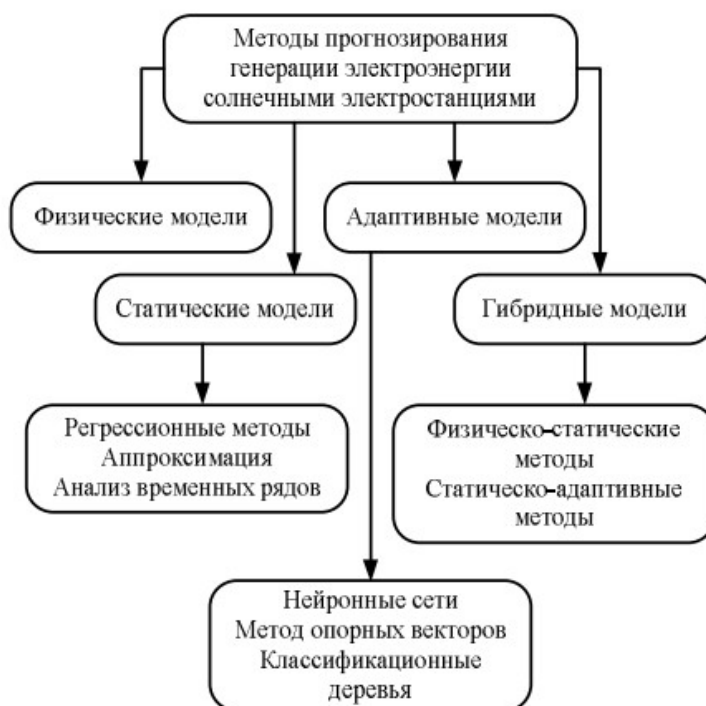 Методы прогнозирования
генерации электроэнергии
солнечными электростанциями
Физические модели
Адаптивные модели
Статические модели
Гибридные модели
Регрессионные методы
Аппроксимация
Анализ временных рядов
Физическо-статические
методы
Статическо-адаптивные
методы
Нейронные сети
Метод опорных векторов
Классификационные
деревья